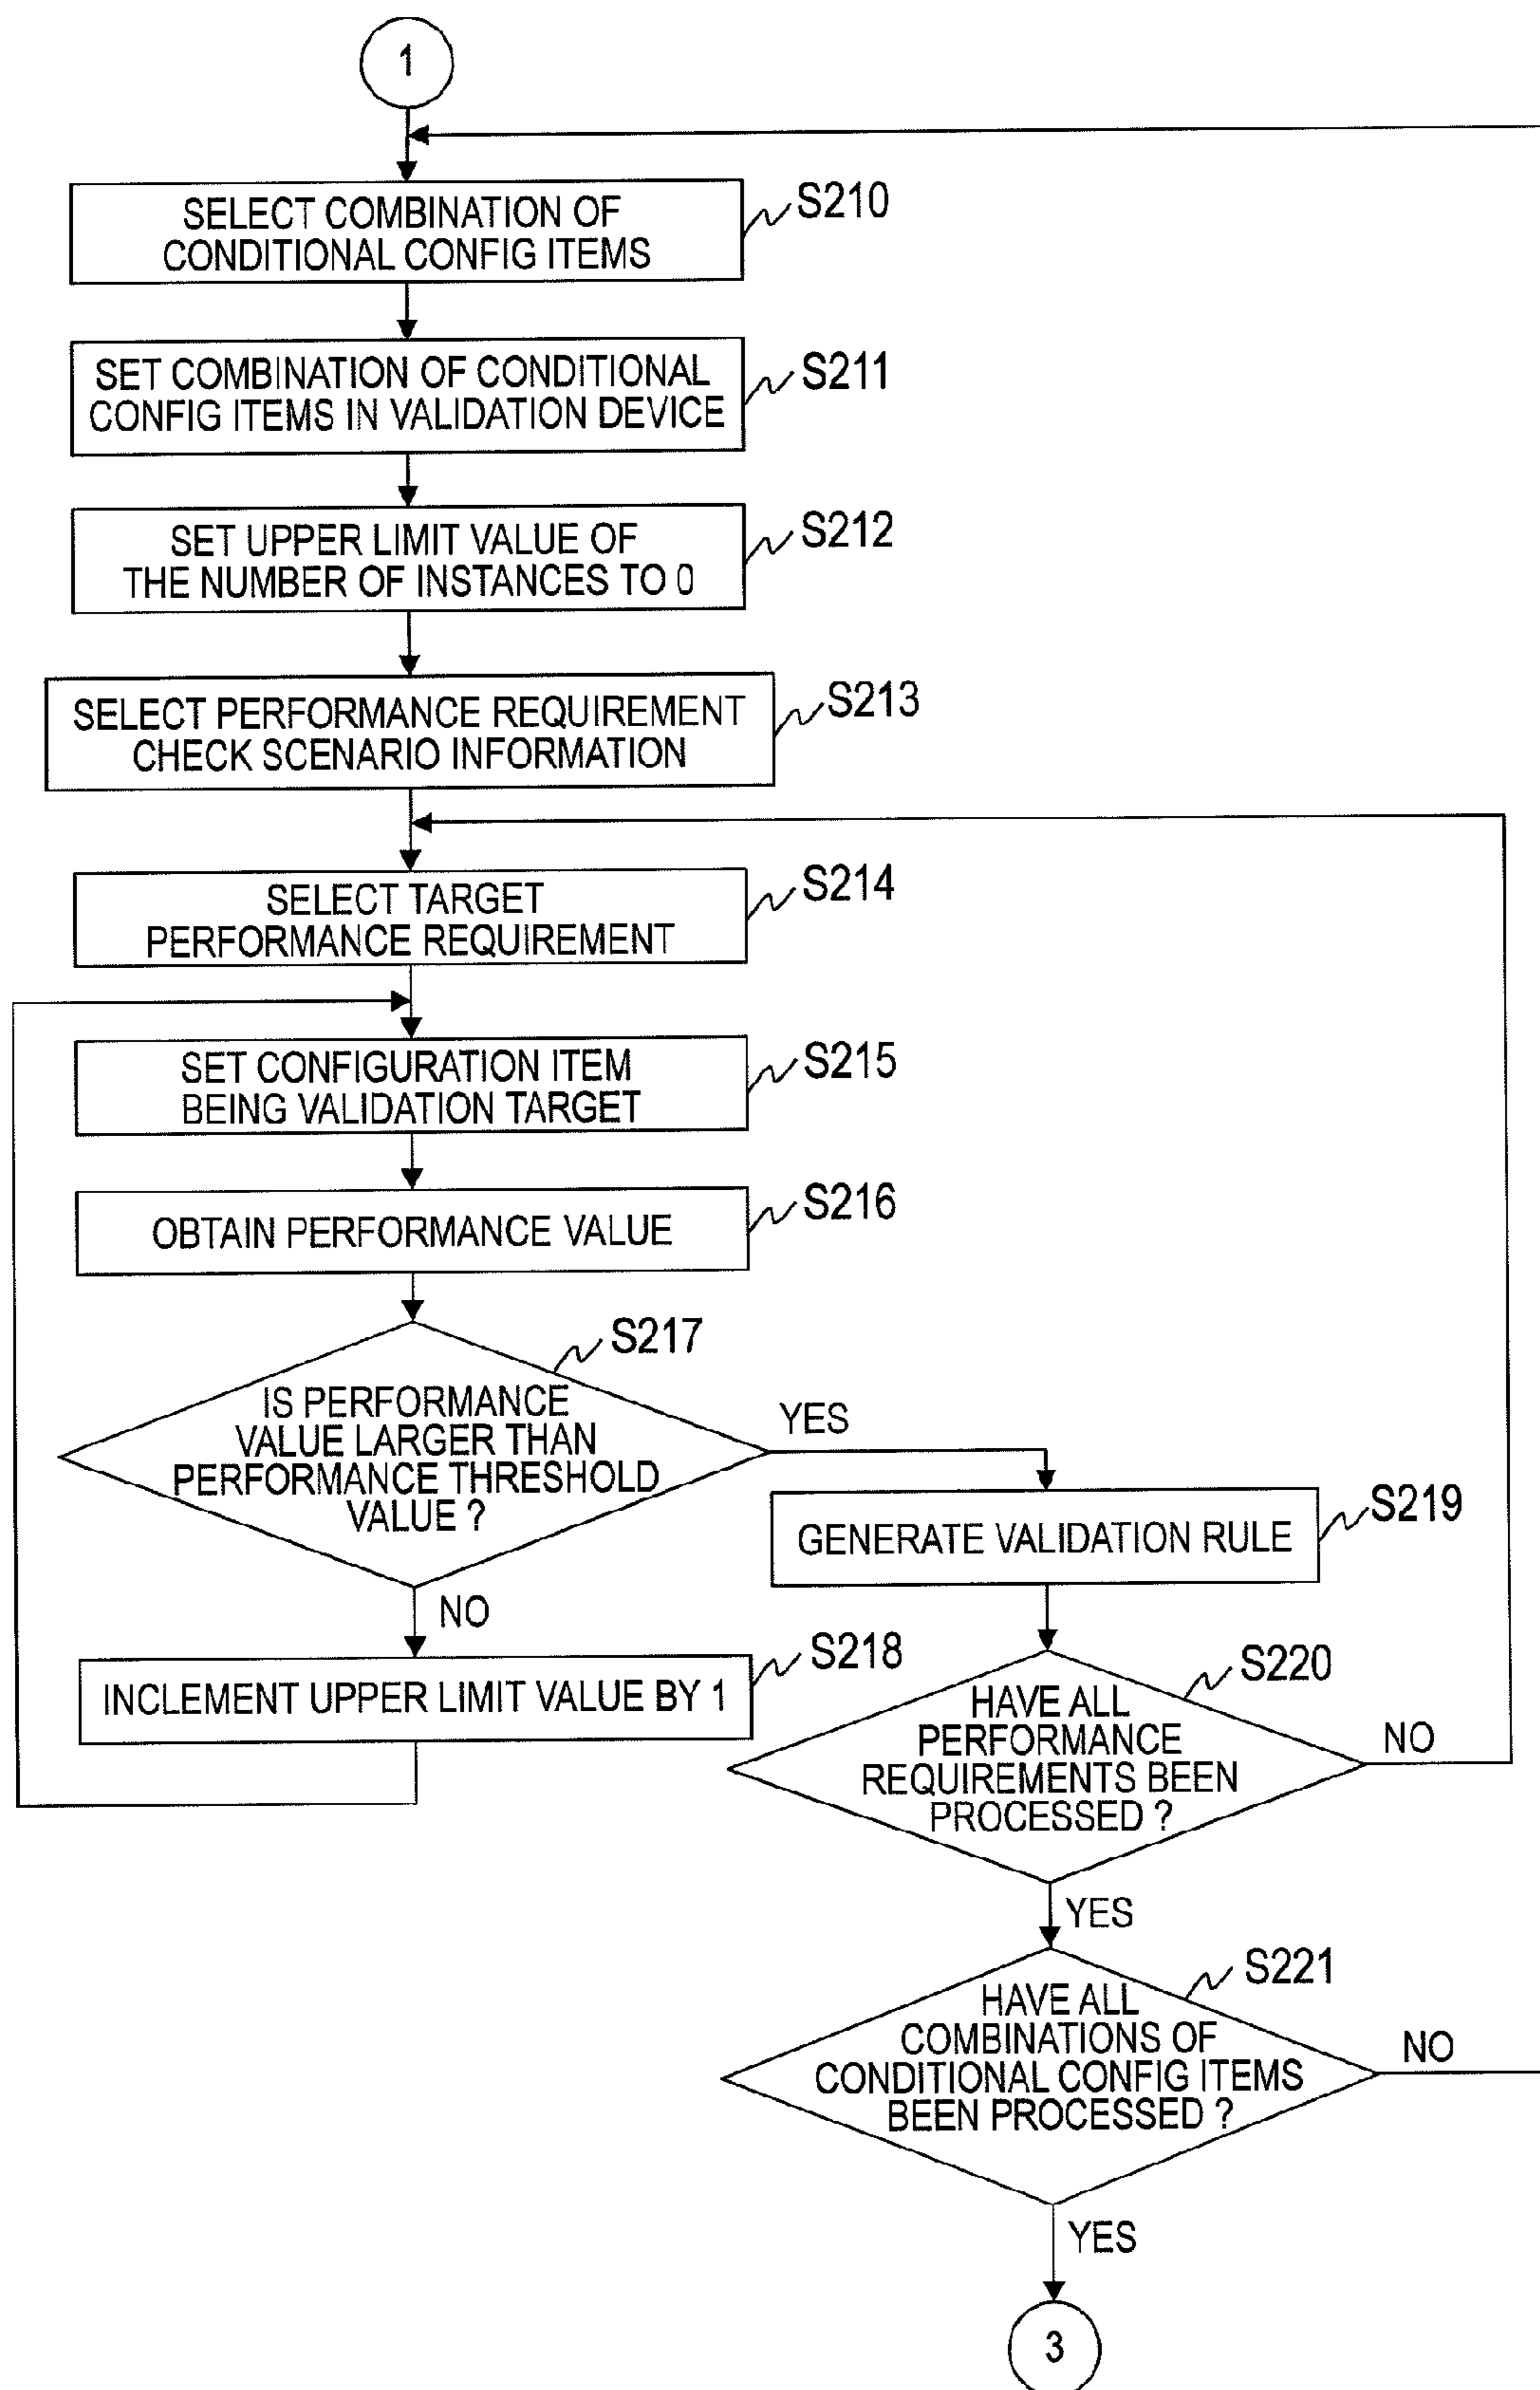 1
SELECT COMBINATION OF
CONDITIONAL CONFIG ITEMS
S210
SET COMBINATION OF CONDITIONAL
CONFIG ITEMS IN VALIDATION DEVICE
S211
SET UPPER LIMIT VALUE OF
THE NUMBER OF INSTANCES TO 0
S212
SELECT PERFORMANCE REQUIREMENT
CHECK SCENARIO INFORMATION
S213
SELECT TARGET
PERFORMANCE REQUIREMENT
S214
SET CONFIGURATION ITEM
BEING VALIDATION TARGET
S215
OBTAIN PERFORMANCE VALUE
S216
IS PERFORMANCE
VALUE LARGER THAN
PERFORMANCE THRESHOLD
VALUE ?
S217
YES
NO
INCLEMENT UPPER LIMIT VALUE BY 1
S218
GENERATE VALIDATION RULE
S219
HAVE ALL
PERFORMANCE
REQUIREMENTS BEEN
PROCESSED ?
S220
NO
YES
HAVE ALL
COMBINATIONS OF
CONDITIONAL CONFIG ITEMS
BEEN PROCESSED ?
S221
NO
YES
3